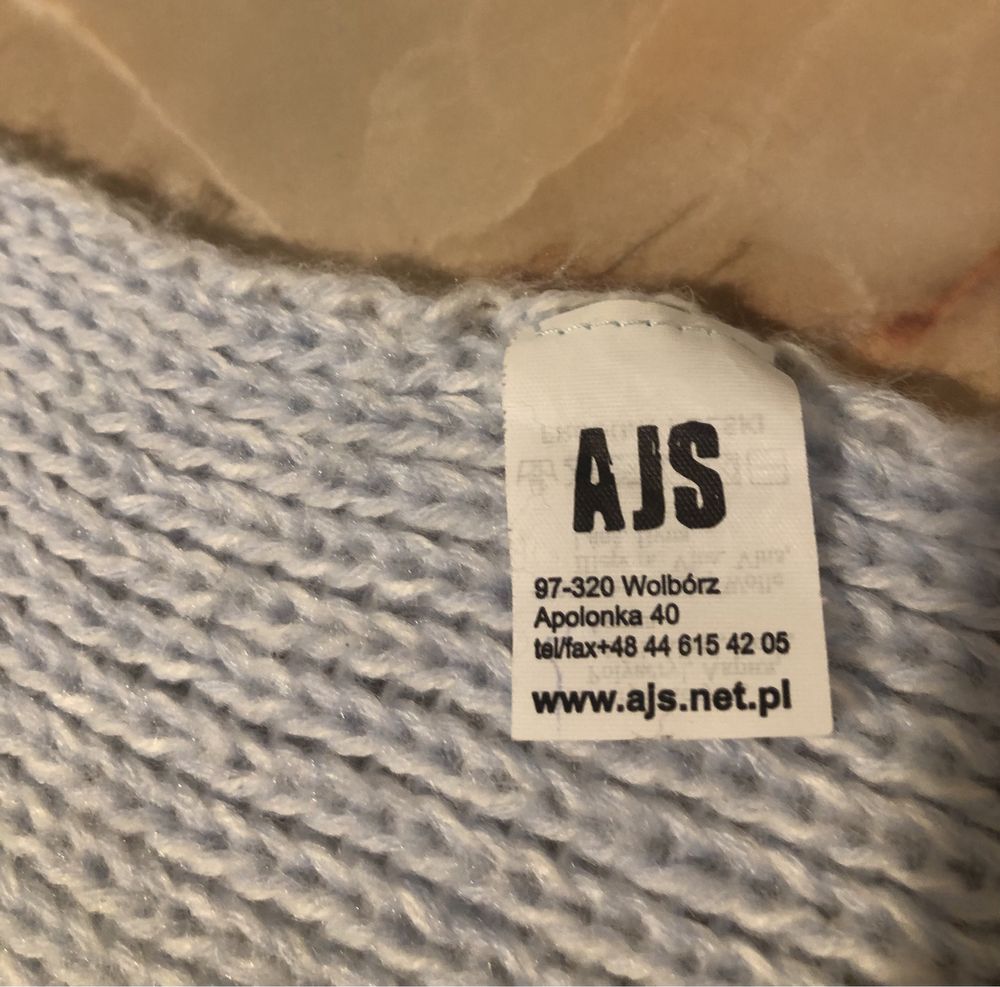 AJS
97-320 Wolbórz
Apolonka 40
tel/fax+48 44 615 42 05
www.ajs.net.pl